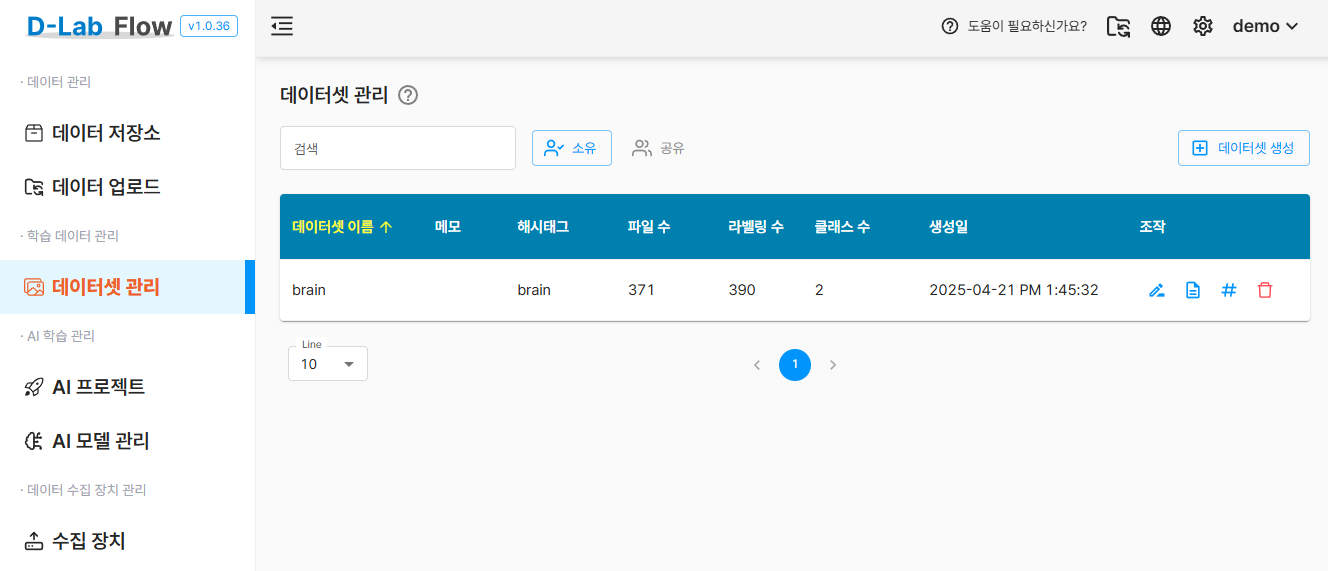 D-Lab Flow v1.0.36
도움이 필요하신가요? demo
· 데이터 관리
데이터 저장소
데이터 업로드
· 학습 데이터 관리
데이터셋 관리
· AI 학습 관리
AI 프로젝트
AI 모델 관리
· 데이터 수집 장치 관리
수집 장치
데이터셋 관리
검색 소유 공유 데이터셋 생성
데이터셋 이름 메모 해시태그 파일 수 라벨링 수 클래스 수 생성일 조작
brain brain 371 390 2 2025-04-21 PM 1:45:32
Line
10 1